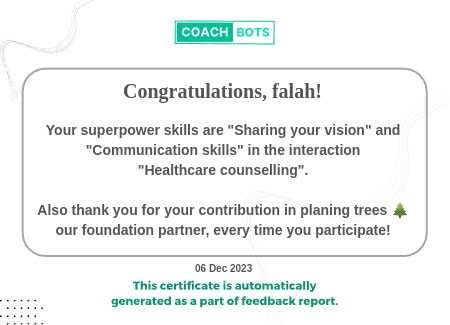 COACH BOTS
Congratulations, falah!
Your superpower skills are "Sharing your vision" and
"Communication skills" in the interaction
"Healthcare counselling".
Also thank you for your contribution in planing trees 🌲
our foundation partner, every time you participate!
06 Dec 2023
This certificate is automatically
generated as a part of feedback report.